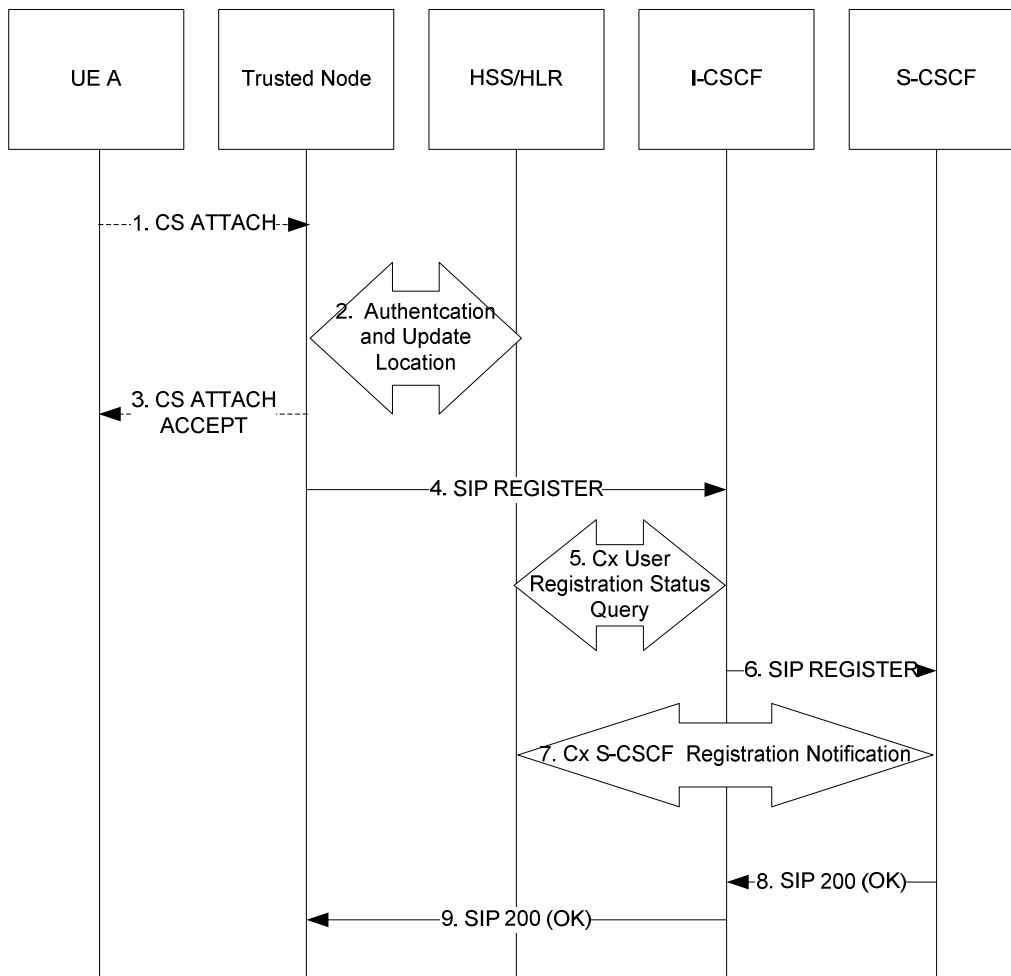 UE A
Trusted Node
HSS/HLR
I-CSCF
S-CSCF
1. CS ATTACH
2. Authentcation
and Update
Location
3. CS ATTACH
ACCEPT
4. SIP REGISTER
5. Cx User
Registration Status
Query
6. SIP REGISTER
7. Cx S-CSCF Registration Notification
8. SIP 200 (OK)
9. SIP 200 (OK)